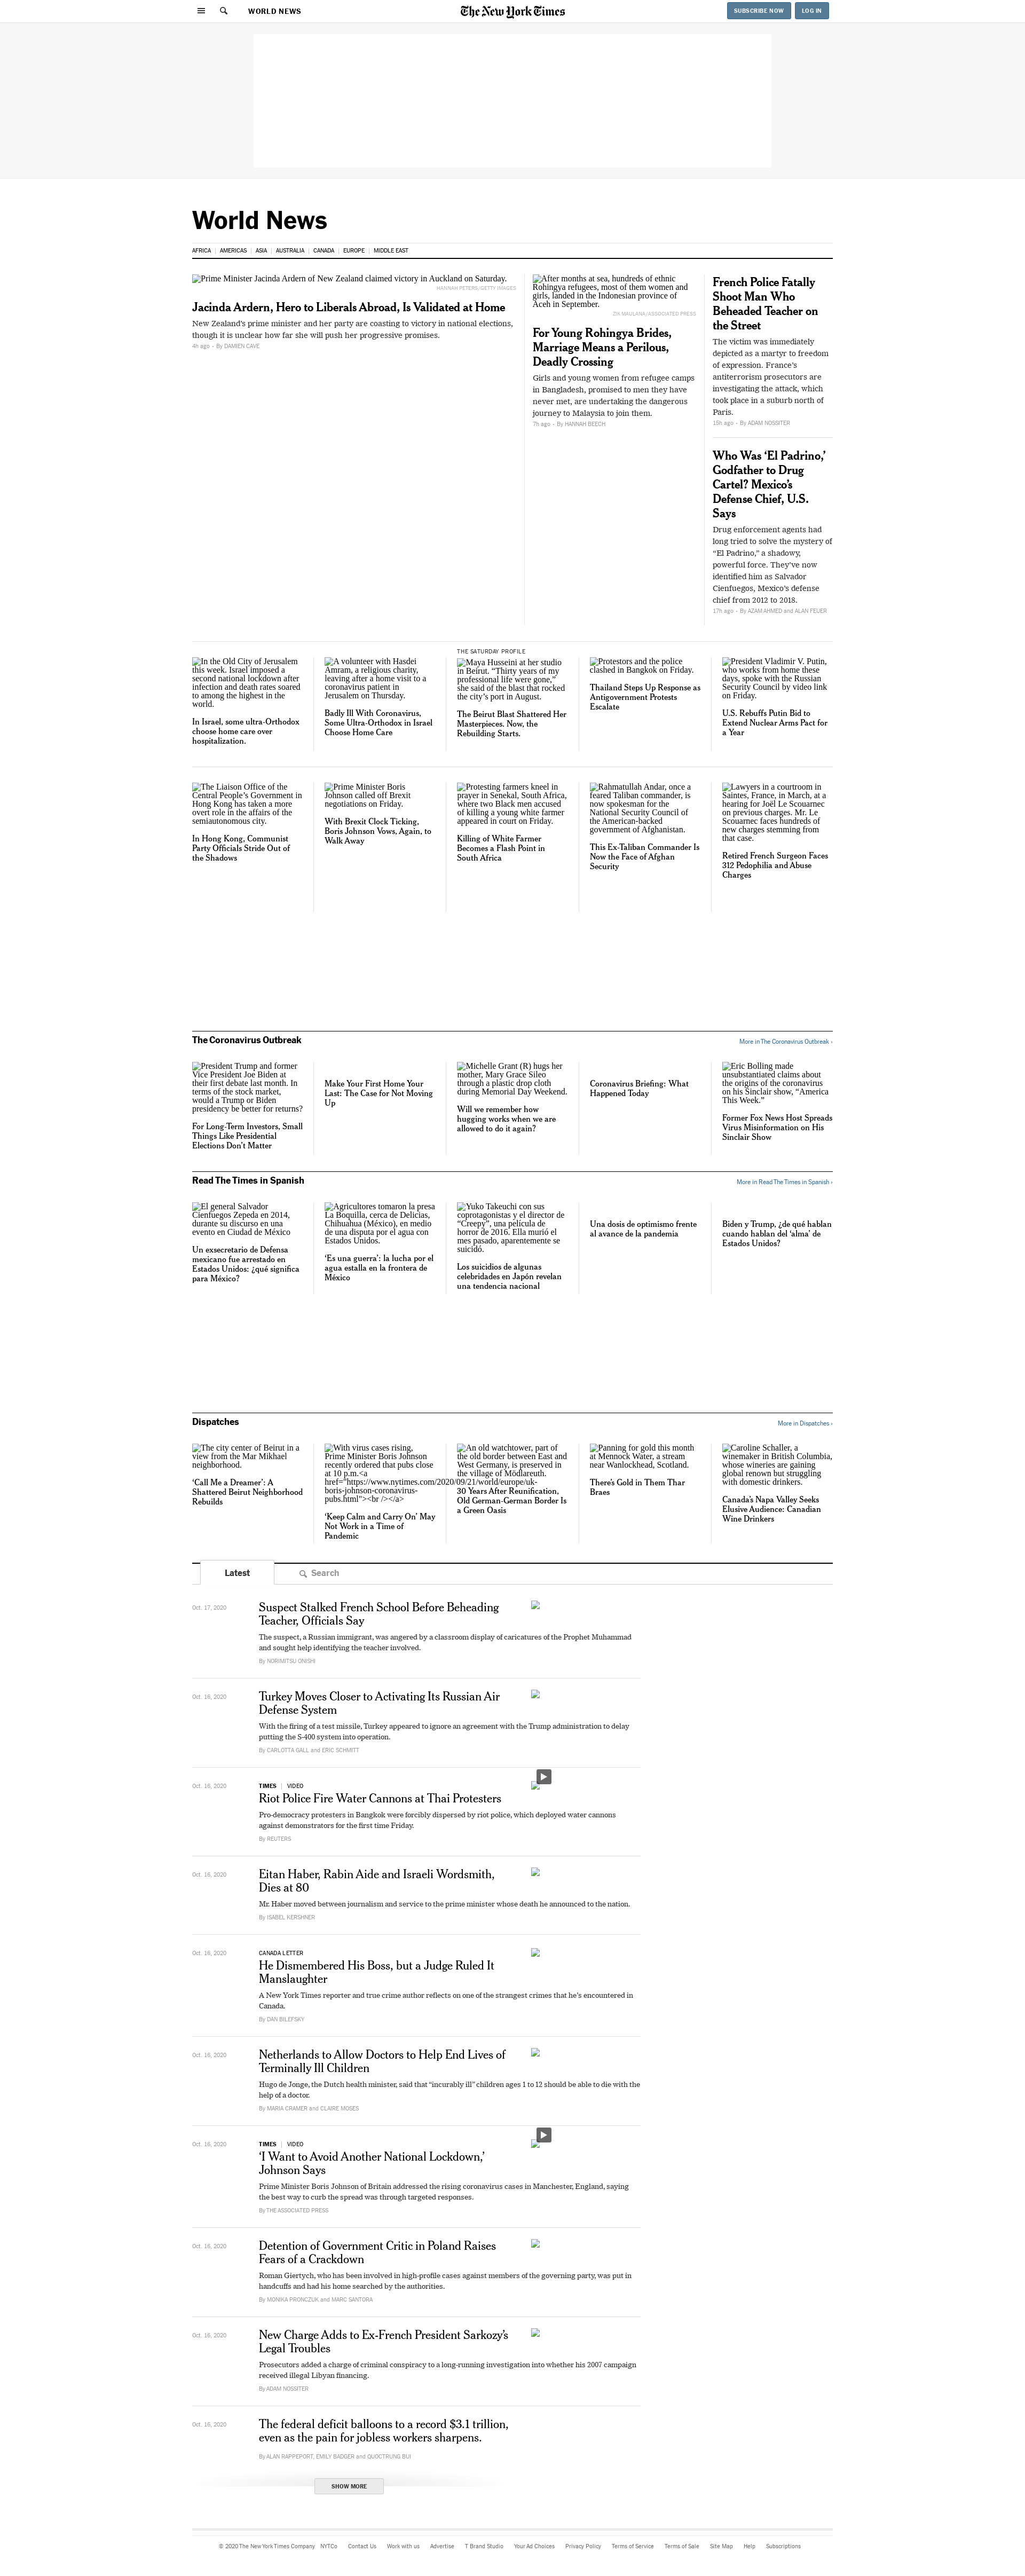 WORLD NEWS
The New York Times
SUBSCRIBE NOW
LOG IN
World News
AFRICA
AMERICAS
ASIA
AUSTRALIA
CANADA
EUROPE
MIDDLE EAST
Prime Minister Jacinda Ardern of New Zealand claimed victory in Auckland on Saturday.
HANNAH PETERS/GETTY IMAGES
Jacinda Ardern, Hero to Liberals Abroad, Is Validated at Home
New Zealand's prime minister and her party are coasting to victory in national elections,
though it is unclear how far she will push her progressive promises.
4h ago - By DAMIEN CAVE
After months at sea, hundreds of ethnic
Rohingya refugees, most of them women and
girls, landed in the Indonesian province of
Aceh in September.
ZIK MAULANA/ASSOCIATED PRESS
For Young Rohingya Brides,
Marriage Means a Perilous,
Deadly Crossing
Girls and young women from refugee camps
in Bangladesh, promised to men they have
never met, are undertaking the dangerous
journey to Malaysia to join them.
7h ago - By HANNAH BEECH
French Police Fatally
Shoot Man Who
Beheaded Teacher on
the Street
The victim was immediately
depicted as a martyr to freedom
of expression. France's
antiterrorism prosecutors are
investigating the attack, which
took place in a suburb north of
Paris.
15h ago - By ADAM NOSSITER
Who Was ‘El Padrino,’
Godfather to Drug
Cartel? Mexico’s
Defense Chief, U.S.
Says
Drug enforcement agents had
long tried to solve the mystery of
“El Padrino,” a shadowy,
powerful force. They’ve now
identified him as Salvador
Cienfuegos, Mexico’s defense
chief from 2012 to 2018.
17h ago - By AZAM AHMED and ALAN FEUER
In the Old City of Jerusalem
this week. Israel imposed a
second national lockdown after
infection and death rates soared
to among the highest in the
world.
In Israel, some ultra-Orthodox
choose home care over
hospitalization.
A volunteer with Hasdei
Amram, a religious charity,
leaving after a home visit to a
coronavirus patient in
Jerusalem on Thursday.
Badly Ill With Coronavirus,
Some Ultra-Orthodox in Israel
Choose Home Care
THE SATURDAY PROFILE
Maya Husseini at her studio
in Beirut. “Thirty years of my
professional life were gone,”
she said of the blast that rocked
the city’s port in August.
The Beirut Blast Shattered Her
Masterpieces. Now, the
Rebuilding Starts.
Protestors and the police
clashed in Bangkok on Friday.
Thailand Steps Up Response as
Antigovernment Protests
Escalate
President Vladimir V. Putin,
who works from home these
days, spoke with the Russian
Security Council by video link
on Friday.
U.S. Rebuffs Putin Bid to
Extend Nuclear Arms Pact for
a Year
The Liaison Office of the
Central People’s Government in
Hong Kong has taken a more
overt role in the affairs of the
semiautonomous city.
In Hong Kong, Communist
Party Officials Stride Out of
the Shadows
Prime Minister Boris
Johnson called off Brexit
negotiations on Friday.
With Brexit Clock Ticking,
Boris Johnson Vows, Again, to
Walk Away
Protesting farmers kneel in
prayer in Senekal, South Africa,
where two Black men accused
of killing a young white farmer
appeared in court on Friday.
Killing of White Farmer
Becomes a Flash Point in
South Africa
Rahmatullah Andar, once a
feared Taliban commander, is
now spokesman for the
National Security Council of
the American-backed
government of Afghanistan.
This Ex-Taliban Commander Is
Now the Face of Afghan
Security
Lawyers in a courtroom in
Saintes, France, in March, at a
hearing for Joël Le Scouarnec
on previous charges. Mr. Le
Scouarnec faces hundreds of
new charges stemming from
that case.
Retired French Surgeon Faces
312 Pedophilia and Abuse
Charges
The Coronavirus Outbreak
More in The Coronavirus Outbreak ›
President Trump and former
Vice President Joe Biden at
their first debate last month. In
terms of the stock market,
would a Trump or Biden
presidency be better for returns?
For Long-Term Investors, Small
Things Like Presidential
Elections Don’t Matter
Make Your First Home Your
Last: The Case for Not Moving
Up
Michelle Grant (R) hugs her
mother, Mary Grace Sileo
through a plastic drop cloth
during Memorial Day Weekend.
Will we remember how
hugging works when we are
allowed to do it again?
Coronavirus Briefing: What
Happened Today
Eric Bolling made
unsubstantiated claims about
the origins of the coronavirus
on his Sinclair show, “America
This Week.”
Former Fox News Host Spreads
Virus Misinformation on His
Sinclair Show
Read The Times in Spanish
More in Read The Times in Spanish ›
El general Salvador
Cienfuegos Zepeda en 2014,
durante su discurso en una
evento en Ciudad de México
Un exsecretario de Defensa
mexicano fue arrestado en
Estados Unidos: ¿qué significa
para México?
Agricultores tomaron la presa
La Boquilla, cerca de Delicias,
Chihuahua (México), en medio
de una disputa por el agua con
Estados Unidos.
‘Es una guerra’: la lucha por el
agua estalla en la frontera de
México
Yuko Takeuchi con sus
coprotagonistas y el director de
“Creepy”, una película de
horror de 2016. Ella murió el
mes pasado, aparentemente se
suicidó.
Los suicidios de algunas
celebridades en Japón revelan
una tendencia nacional
Una dosis de optimismo frente
al avance de la pandemia
Biden y Trump, ¿de qué hablan
cuando hablan del ‘alma’ de
Estados Unidos?
Dispatches
More in Dispatches ›
The city center of Beirut in a
view from the Mar Mikhael
neighborhood.
‘Call Me a Dreamer’: A
Shattered Beirut Neighborhood
Rebuilds
With virus cases rising,
Prime Minister Boris Johnson
recently ordered that pubs close
at 10 p.m.<a
href="https://www.nytimes.com/2020/09/21/world/europe/uk-
boris-johnson-coronavirus-
pubs.html"><br /></a>
‘Keep Calm and Carry On’ May
Not Work in a Time of
Pandemic
An old watchtower, part of
the old border between East and
West Germany, is preserved in
the village of Mödlareuth.
30 Years After Reunification,
Old German-German Border Is
a Green Oasis
Panning for gold this month
at Mennock Water, a stream
near Wanlockhead, Scotland.
There’s Gold in Them Thar
Braes
Caroline Schaller, a
winemaker in British Columbia,
whose wineries are gaining
global renown but struggling
with domestic drinkers.
Canada’s Napa Valley Seeks
Elusive Audience: Canadian
Wine Drinkers
Latest
Search
Oct. 17, 2020
Suspect Stalked French School Before Beheading
Teacher, Officials Say
The suspect, a Russian immigrant, was angered by a classroom display of caricatures of the Prophet Muhammad
and sought help identifying the teacher involved.
By NORIMITSU ONISHI
Oct. 16, 2020
Turkey Moves Closer to Activating Its Russian Air
Defense System
With the firing of a test missile, Turkey appeared to ignore an agreement with the Trump administration to delay
putting the S-400 system into operation.
By CARLOTTA GALL and ERIC SCHMITT
Oct. 16, 2020
TIMES | VIDEO
Riot Police Fire Water Cannons at Thai Protesters
Pro-democracy protesters in Bangkok were forcibly dispersed by riot police, which deployed water cannons
against demonstrators for the first time Friday.
By REUTERS
Oct. 16, 2020
Eitan Haber, Rabin Aide and Israeli Wordsmith,
Dies at 80
Mr. Haber moved between journalism and service to the prime minister whose death he announced to the nation.
By ISABEL KERSHNER
Oct. 16, 2020
CANADA LETTER
He Dismembered His Boss, but a Judge Ruled It
Manslaughter
A New York Times reporter and true crime author reflects on one of the strangest crimes that he’s encountered in
Canada.
By DAN BILEFSKY
Oct. 16, 2020
Netherlands to Allow Doctors to Help End Lives of
Terminally Ill Children
Hugo de Jonge, the Dutch health minister, said that “incurably ill” children ages 1 to 12 should be able to die with the
help of a doctor.
By MARIA CRAMER and CLAIRE MOSES
Oct. 16, 2020
TIMES | VIDEO
‘I Want to Avoid Another National Lockdown,’
Johnson Says
Prime Minister Boris Johnson of Britain addressed the rising coronavirus cases in Manchester, England, saying
the best way to curb the spread was through targeted responses.
By THE ASSOCIATED PRESS
Oct. 16, 2020
Detention of Government Critic in Poland Raises
Fears of a Crackdown
Roman Giertych, who has been involved in high-profile cases against members of the governing party, was put in
handcuffs and had his home searched by the authorities.
By MONIKA PRONCZUK and MARC SANTORA
Oct. 16, 2020
New Charge Adds to Ex-French President Sarkozy’s
Legal Troubles
Prosecutors added a charge of criminal conspiracy to a long-running investigation into whether his 2007 campaign
received illegal Libyan financing.
By ADAM NOSSITER
Oct. 16, 2020
The federal deficit balloons to a record $3.1 trillion,
even as the pain for jobless workers sharpens.
By ALAN RAPPEPORT, EMILY BADGER and QUOCTRUNG BUI
SHOW MORE
© 2020 The New York Times Company
NYTCo
Contact Us
Work with us
Advertise
T Brand Studio
Your Ad Choices
Privacy Policy
Terms of Service
Terms of Sale
Site Map
Help
Subscriptions